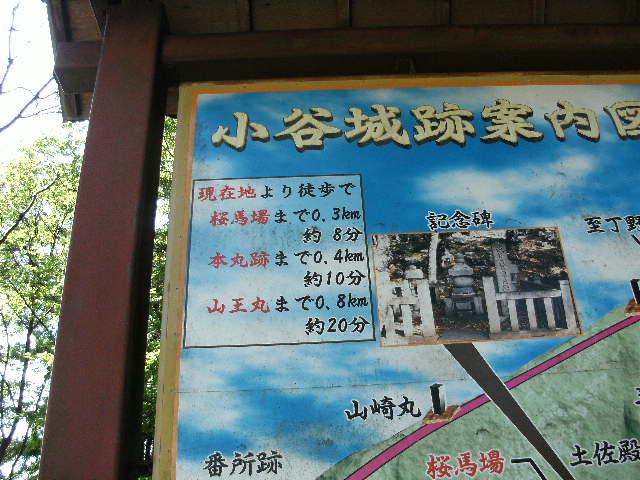 小谷城跡案内図
現在地より徒歩で
桜馬場まで0.3km
約 8分
本丸跡まで0.4km
約10分
山王丸まで0.8km
約20分
記念碑
至丁野
山崎丸
番所跡
桜馬場
土佐殿